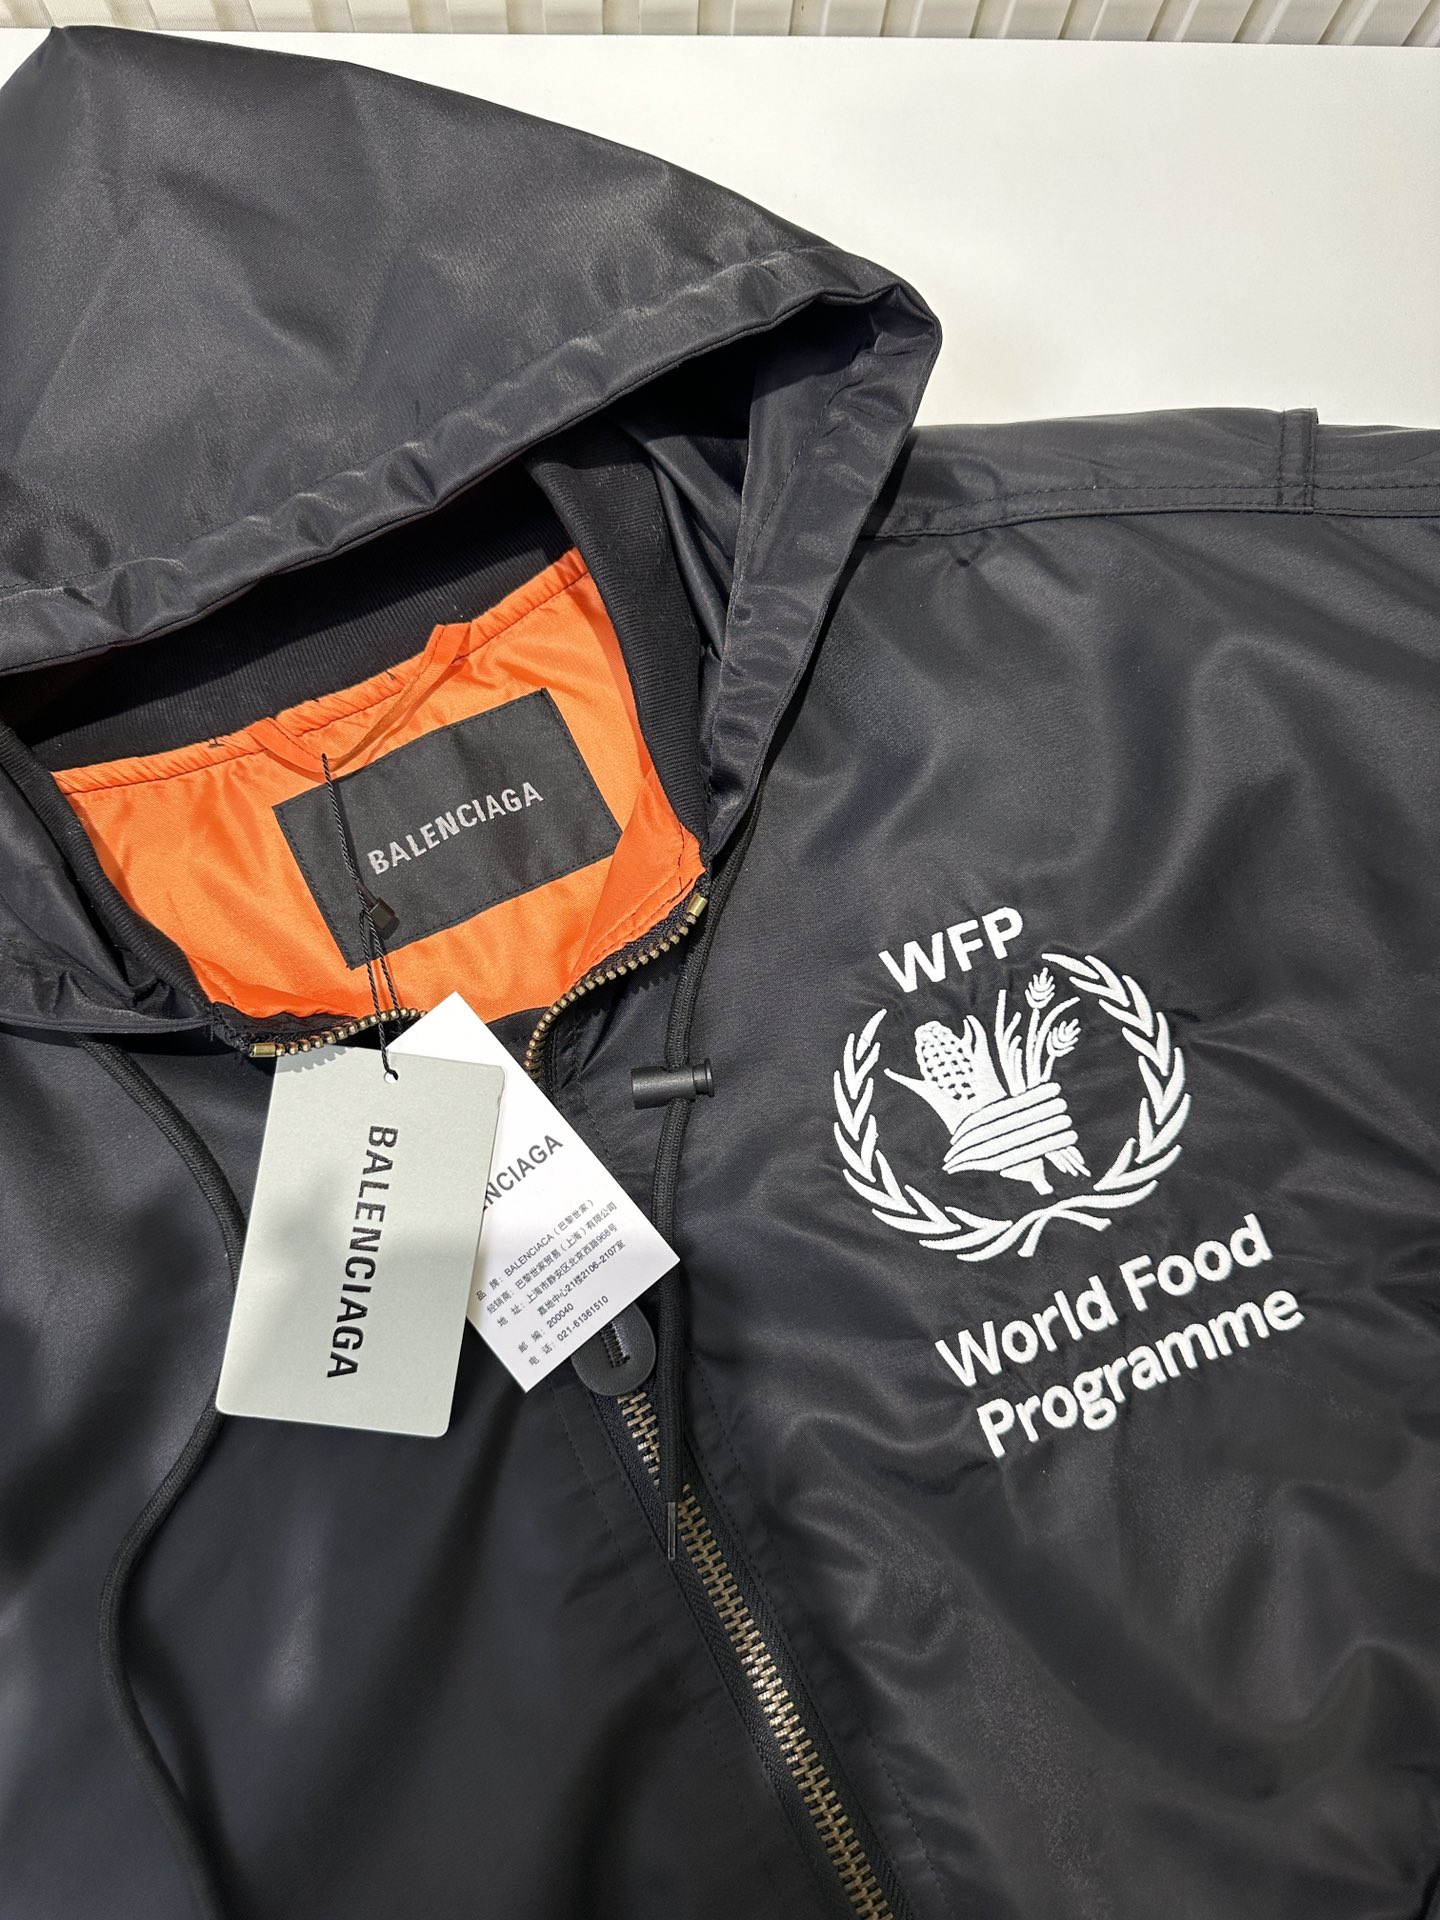 BALENCIAGA
WFP
World Food
Programme
BALENCIAGA
NCIAGA
品 牌：BALENCIACA（巴黎世家）
经销商：巴黎世家贸易（上海）有限公司
地 址：上海市静安区北京西路968号
嘉地中心21楼2106-2107室
邮 编：200040
电 话：021-61361510